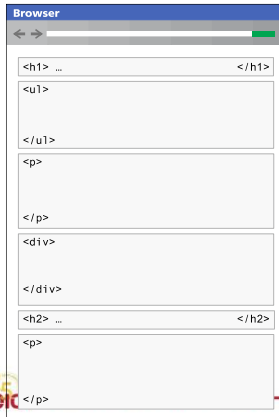 Browser
<h1> … </h1>
<ul>
</ul>
<p>
</p>
<div>
</div>
<h2> … </h2>
<p>
</p>